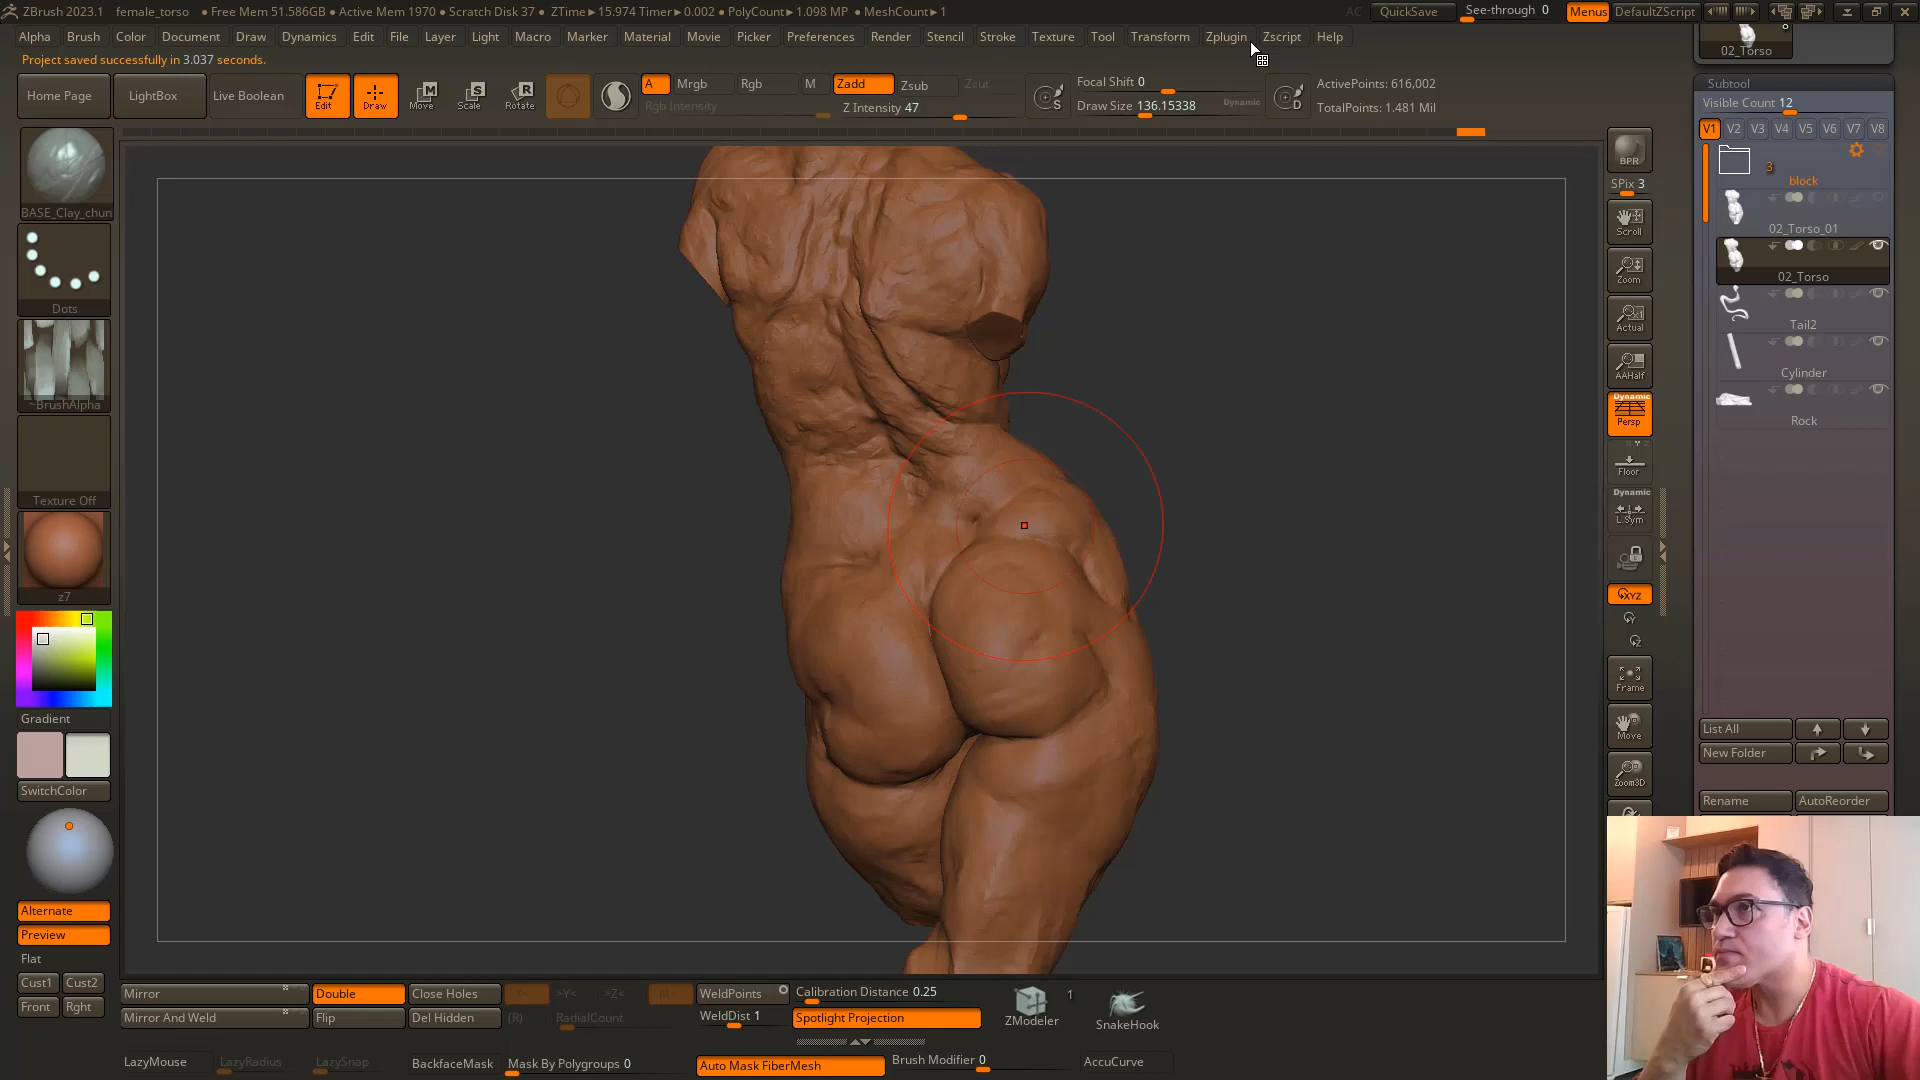 ZBrush 2023.1 female_torso • Free Mem 51.586GB • Active Mem 1970 • Scratch Disk 37 • ZTime►15.974 Timer►0.002 • PolyCount►1.098 MP • MeshCount►1 AC QuickSave See-through 0 Menus DefaultZScript
Alpha Brush Color Document Draw Dynamics Edit File Layer Light Macro Marker Material Movie Picker Preferences Render Stencil Stroke Texture Tool Transform Zplugin Zscript Help
02_Torso
Project saved successfully in 3.037 seconds.
Home Page LightBox Live Boolean Edit Draw Move Scale Rotate
A Mrgb Rgb M Zadd Zsub Zcut
Rgb Intensity Z Intensity 47
Focal Shift 0
Draw Size 136.15338 Dynamic
ActivePoints: 616,002
TotalPoints: 1.481 Mil
Subtool
Visible Count 12
V1 V2 V3 V4 V5 V6 V7 V8
3
block
02_Torso_01
02_Torso
Tail2
Cylinder
Rock
List All
New Folder
Rename AutoReorder
BASE_Clay_chun
Dots
~BrushAlpha
Texture Off
z7
Gradient
SwitchColor
Alternate
Preview
Flat
Cust1 Cust2
Front Rght
BPR
SPix 3
Scroll
Zoom
Actual
AAHalf
Dynamic
Persp
Floor
Dynamic
L.Sym
XYZ
Frame
Move
Zoom3D
Mirror Double Close Holes X< >Y< >Z< >M< WeldPoints Calibration Distance 0.25
Mirror And Weld Flip Del Hidden (R) RadialCount WeldDist 1 Spotlight Projection
ZModeler 1
SnakeHook
LazyMouse LazyRadius LazySnap BackfaceMask Mask By Polygroups 0 Auto Mask FiberMesh Brush Modifier 0 AccuCurve